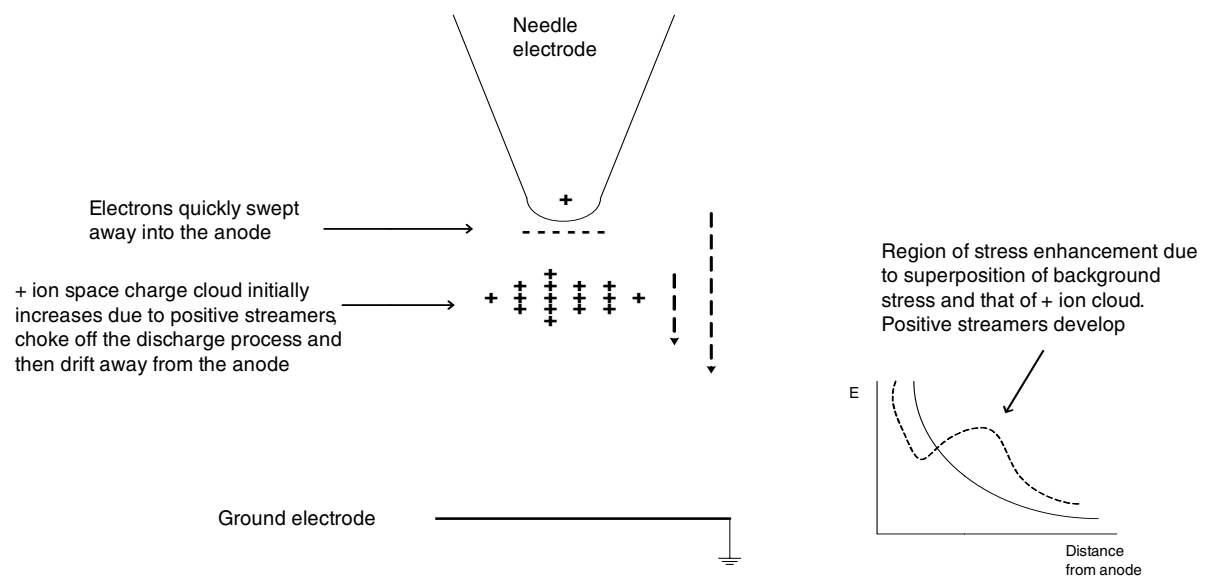 Needle
electrode
+
Electrons quickly swept
away into the anode
+ ion space charge cloud initially
increases due to positive streamers,
choke off the discharge process and
then drift away from the anode
Region of stress enhancement due
to superposition of background
stress and that of + ion cloud.
Positive streamers develop
E
Ground electrode
Distance
from anode